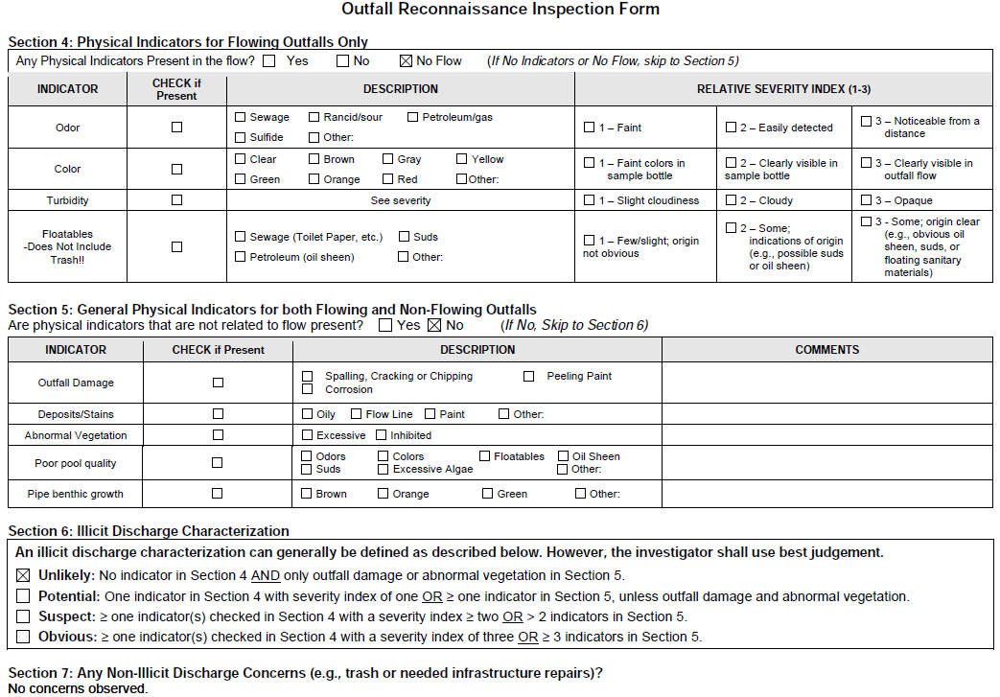 Outfall Reconnaissance Inspection Form
Section 4: Physical Indicators for Flowing Outfalls Only
Any Physical Indicators Present in the flow? ☐ Yes ☐ No ☒ No Flow (If No Indicators or No Flow, skip to Section 5)
INDICATOR
CHECK if
Present
DESCRIPTION
RELATIVE SEVERITY INDEX (1-3)
Odor
☐
☐ Sewage ☐ Rancid/sour ☐ Petroleum/gas
☐ Sulfide ☐ Other:
☐ 1 – Faint
☐ 2 – Easily detected
☐ 3 – Noticeable from a
distance
Color
☐
☐ Clear ☐ Brown ☐ Gray ☐ Yellow
☐ Green ☐ Orange ☐ Red ☐ Other:
☐ 1 – Faint colors in
sample bottle
☐ 2 – Clearly visible in
sample bottle
☐ 3 – Clearly visible in
outfall flow
Turbidity
☐
See severity
☐ 1 – Slight cloudiness
☐ 2 – Cloudy
☐ 3 – Opaque
Floatables
-Does Not Include
Trash!!
☐
☐ Sewage (Toilet Paper, etc.) ☐ Suds
☐ Petroleum (oil sheen) ☐ Other:
☐ 1 – Few/slight; origin
not obvious
☐ 2 – Some;
indications of origin
(e.g., possible suds
or oil sheen)
☐ 3 - Some; origin clear
(e.g., obvious oil
sheen, suds, or
floating sanitary
materials)
Section 5: General Physical Indicators for both Flowing and Non-Flowing Outfalls
Are physical indicators that are not related to flow present? ☐ Yes ☒ No (If No, Skip to Section 6)
INDICATOR
CHECK if Present
DESCRIPTION
COMMENTS
Outfall Damage
☐
☐ Spalling, Cracking or Chipping ☐ Peeling Paint
☐ Corrosion
Deposits/Stains
☐
☐ Oily ☐ Flow Line ☐ Paint ☐ Other:
Abnormal Vegetation
☐
☐ Excessive ☐ Inhibited
Poor pool quality
☐
☐ Odors ☐ Colors ☐ Floatables ☐ Oil Sheen
☐ Suds ☐ Excessive Algae ☐ Other:
Pipe benthic growth
☐
☐ Brown ☐ Orange ☐ Green ☐ Other:
Section 6: Illicit Discharge Characterization
An illicit discharge characterization can generally be defined as described below. However, the investigator shall use best judgement.
☒ Unlikely: No indicator in Section 4 AND only outfall damage or abnormal vegetation in Section 5.
☐ Potential: One indicator in Section 4 with severity index of one OR ≥ one indicator in Section 5, unless outfall damage and abnormal vegetation.
☐ Suspect: ≥ one indicator(s) checked in Section 4 with a severity index ≥ two OR > 2 indicators in Section 5.
☐ Obvious: ≥ one indicator(s) checked in Section 4 with a severity index of three OR ≥ 3 indicators in Section 5.
Section 7: Any Non-Illicit Discharge Concerns (e.g., trash or needed infrastructure repairs)?
No concerns observed.